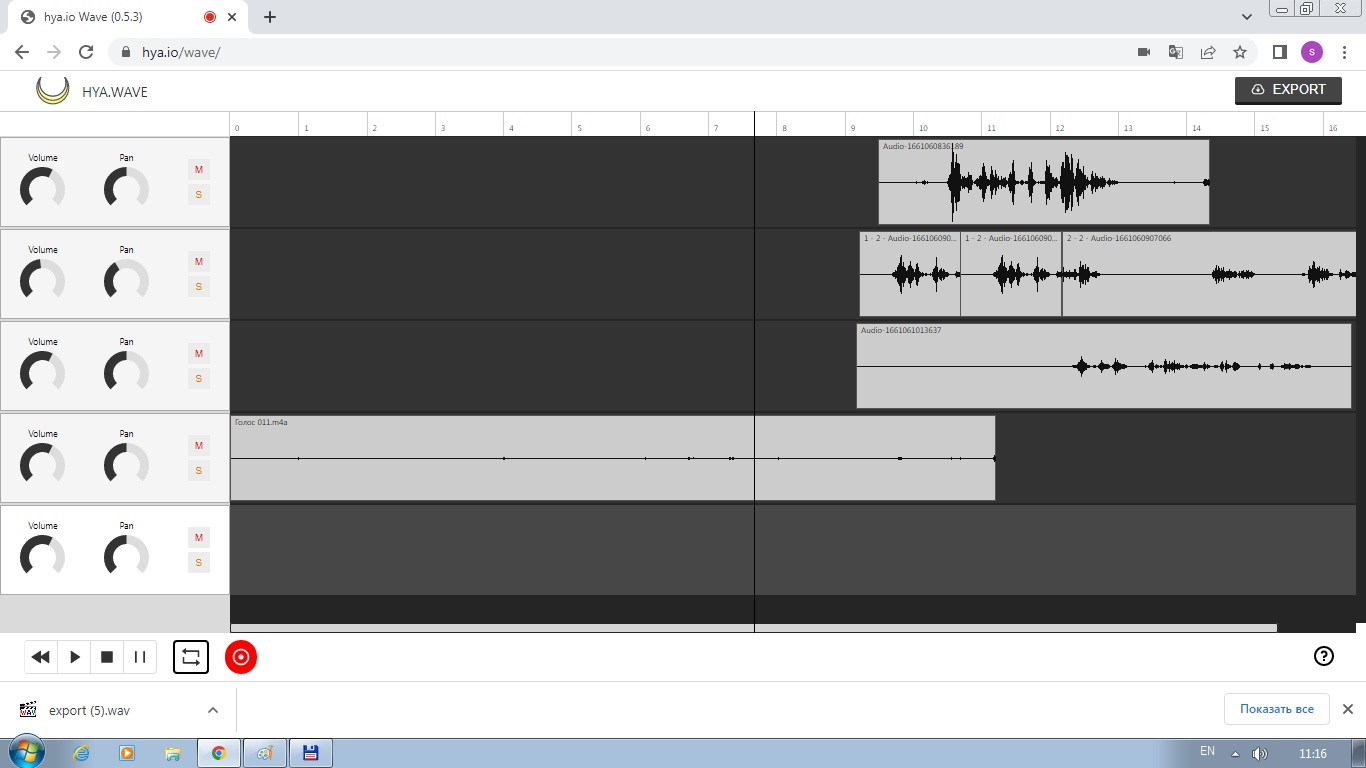 hya.io Wave (0.5.3)
hya.io/wave/
S
HYA.WAVE
EXPORT
0 1 2 3 4 5 6 7 8 9 10 11 12 13 14 15 16
Volume Pan M
S
Audio-1661060836189
Volume Pan M
S
1 - 2 - Audio-166106090... 1 - 2 - Audio-166106090... 2 - 2 - Audio-1661060907066
Volume Pan M
S
Audio-1661061013637
Volume Pan M
S
Голос 011.m4a
Volume Pan M
S
export (5).wav
Показать все
EN
11:16